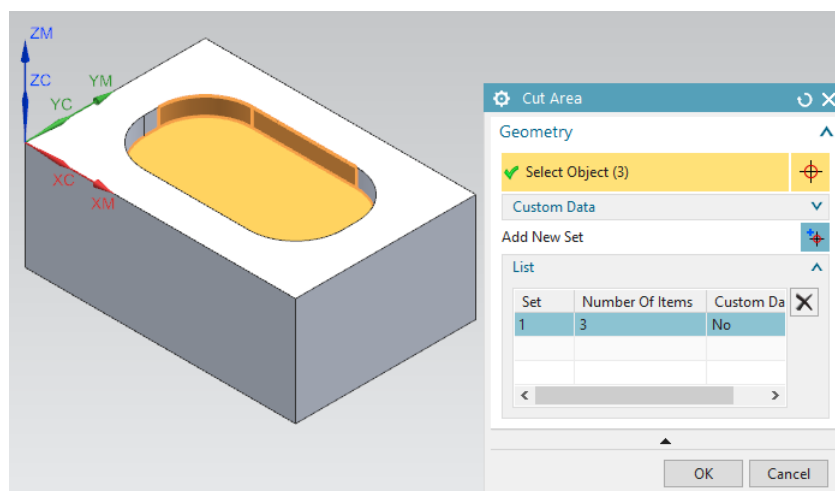 ZM
ZC
YM
YC
XC
XM
Cut Area
Geometry
Select Object (3)
Custom Data
Add New Set
List
Set Number Of Items Custom Da
1 3 No
OK Cancel